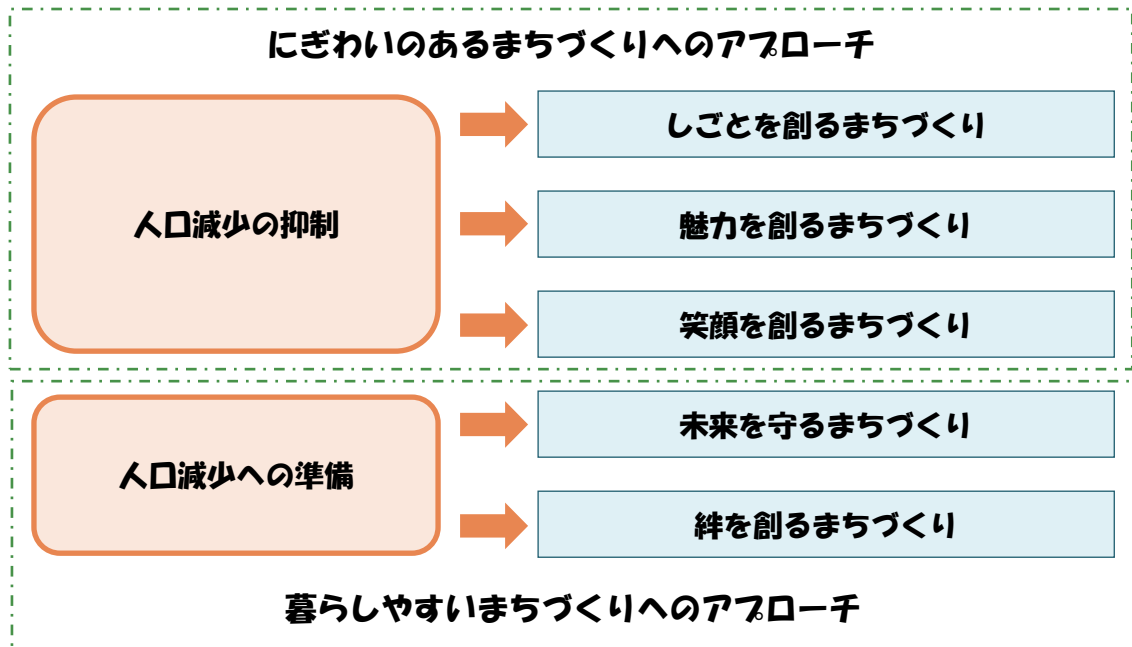 にぎわいのあるまちづくりへのアプローチ
人口減少の抑制
しごとを創るまちづくり
魅力を創るまちづくり
笑顔を創るまちづくり
人口減少への準備
未来を守るまちづくり
絆を創るまちづくり
暮らしやすいまちづくりへのアプローチ